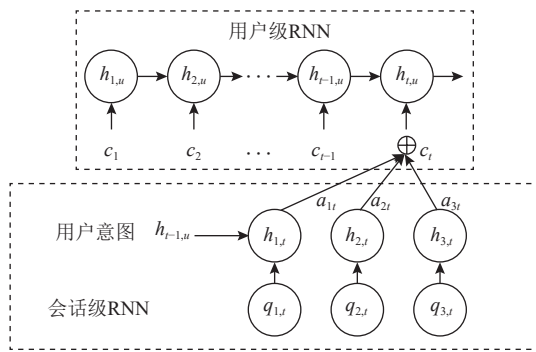 用户级RNN
h1,u h2,u ··· ht−1,u ht,u
c1 c2 ··· ct−1 ct
a1t a2t a3t
用户意图 ht−1,u h1,t h2,t h3,t
会话级RNN q1,t q2,t q3,t